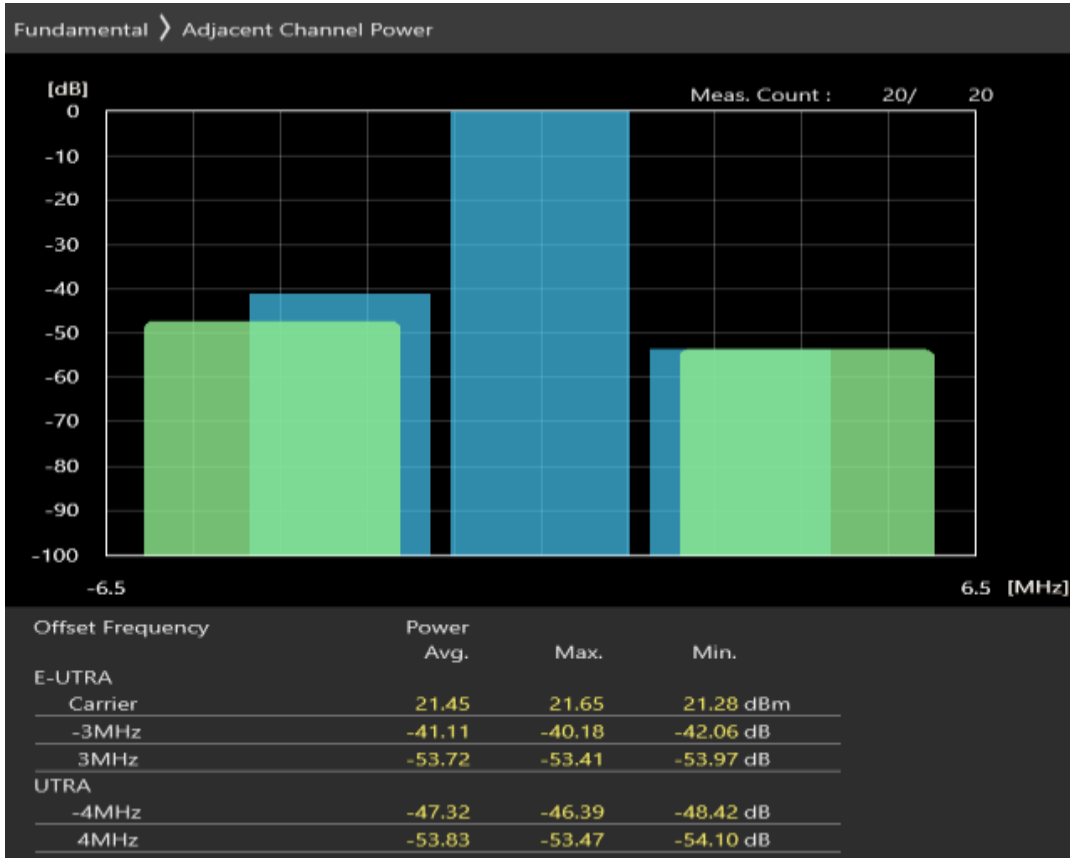 Fundamental 〉 Adjacent Channel Power
[dB]
Meas. Count : 20/ 20
0
-10
-20
-30
-40
-50
-60
-70
-80
-90
-100
-6.5 6.5 [MHz]
Offset Frequency Power
Avg. Max. Min.
E-UTRA
Carrier 21.45 21.65 21.28 dBm
-3MHz -41.11 -40.18 -42.06 dB
3MHz -53.72 -53.41 -53.97 dB
UTRA
-4MHz -47.32 -46.39 -48.42 dB
4MHz -53.83 -53.47 -54.10 dB